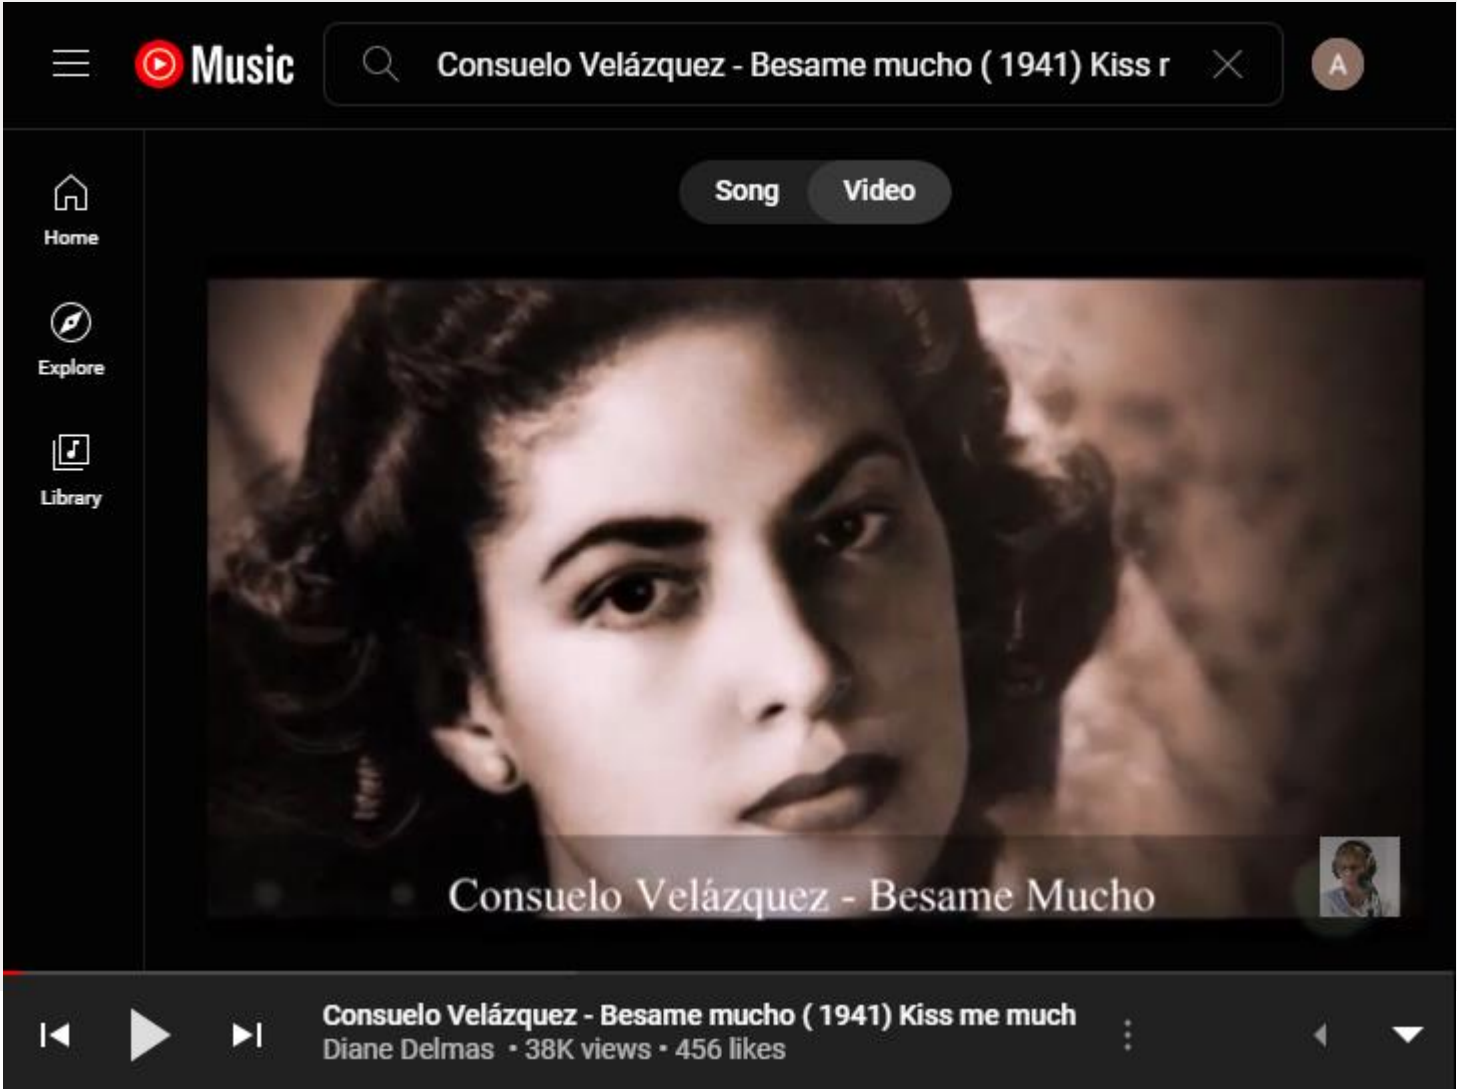 Music
Consuelo Velázquez - Besame mucho ( 1941) Kiss r
A
Song
Video
Home
Explore
Library
Consuelo Velázquez - Besame Mucho
Consuelo Velázquez - Besame mucho ( 1941) Kiss me much
Diane Delmas • 38K views • 456 likes